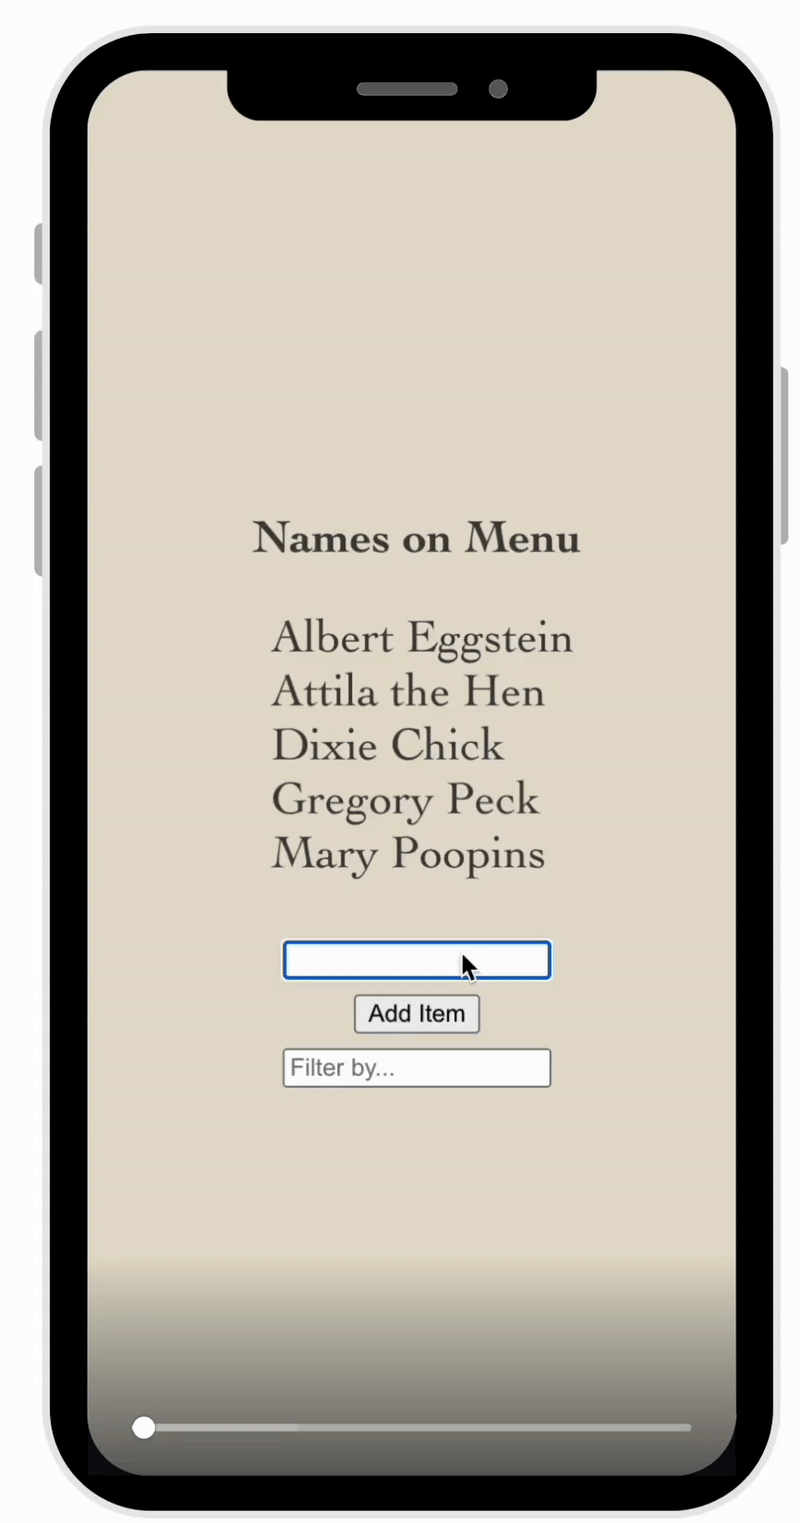 Names on Menu
Albert Eggstein
Attila the Hen
Dixie Chick
Gregory Peck
Mary Poopins
Add Item
Filter by...